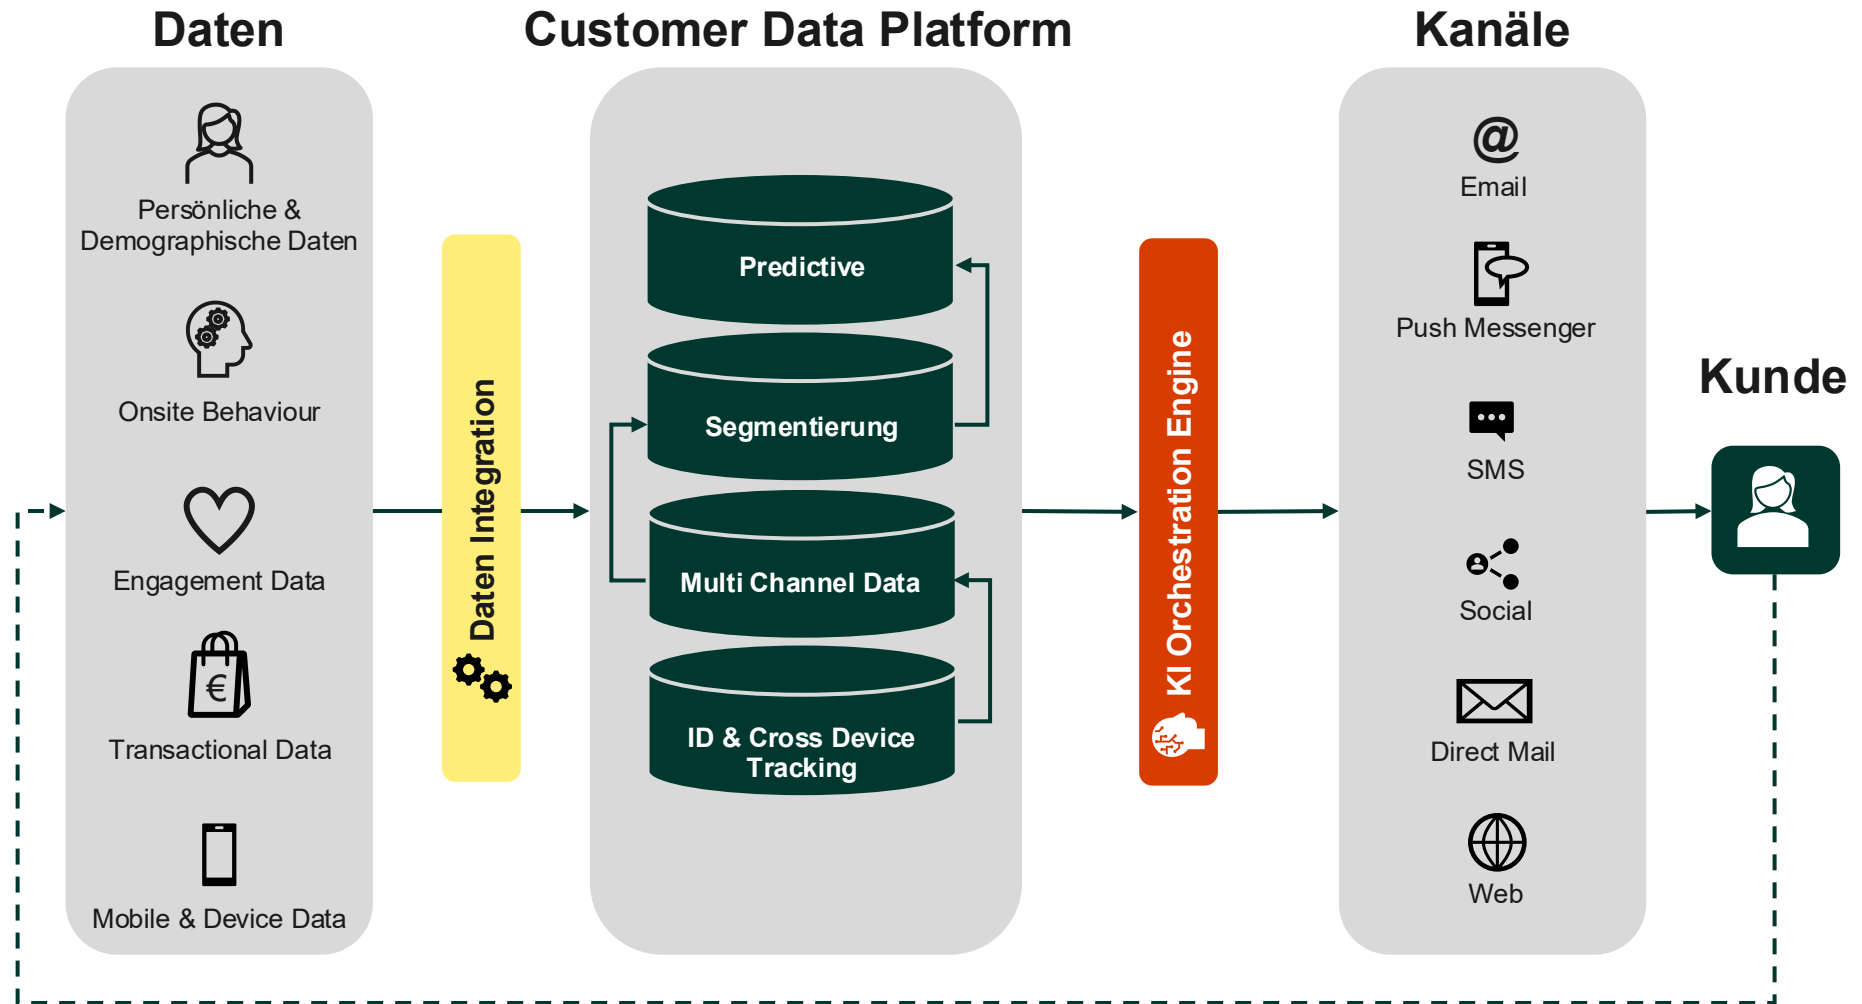 Daten
Customer Data Platform
Kanäle
Persönliche &
Demographische Daten
Onsite Behaviour
Engagement Data
€
Transactional Data
Mobile & Device Data
Daten Integration
Predictive
Segmentierung
Multi Channel Data
ID & Cross Device
Tracking
KI Orchestration Engine
@
Email
Push Messenger
SMS
Social
Direct Mail
Web
Kunde